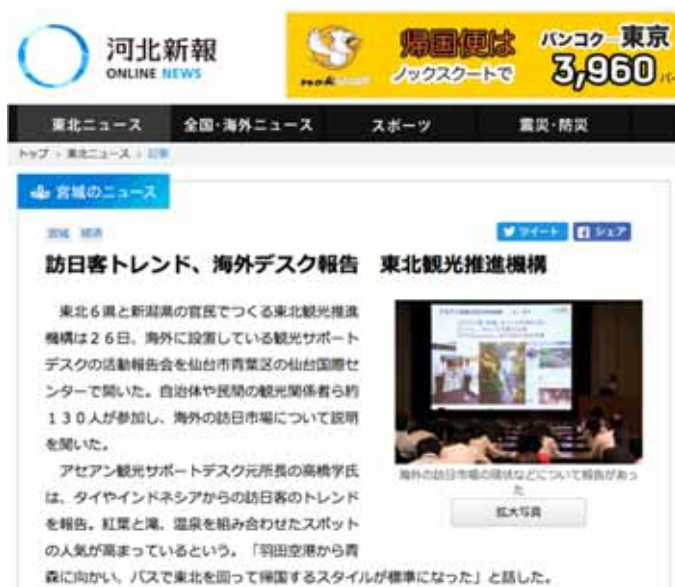 河北新報
ONLINE NEWS
帰国便は
ノックスクートで
バンコク 東京
3,960
東北ニュース 全国・海外ニュース スポーツ 震災・防災
トップ › 東北ニュース › 記事
宮城のニュース
宮城 経済
ツイート シェア
訪日客トレンド、海外デスク報告 東北観光推進機構
東北6県と新潟県の官民でつくる東北観光推進
機構は26日、海外に設置している観光サポート
デスクの活動報告会を仙台市青葉区の仙台国際セ
ンターで開いた。自治体や民間の観光関係者ら約
130人が参加し、海外の訪日市場について説明
を聞いた。
アセアン観光サポートデスク元所長の高橋学氏
は、タイやインドネシアからの訪日客のトレンド
を報告。紅葉と滝、温泉を組み合わせたスポット
の人気が高まっているという。「羽田空港から青
森に向かい、バスで東北を回って帰国するスタイルが標準になった」と話した。
海外の訪日市場の現状などについて報告があっ
た
拡大写真